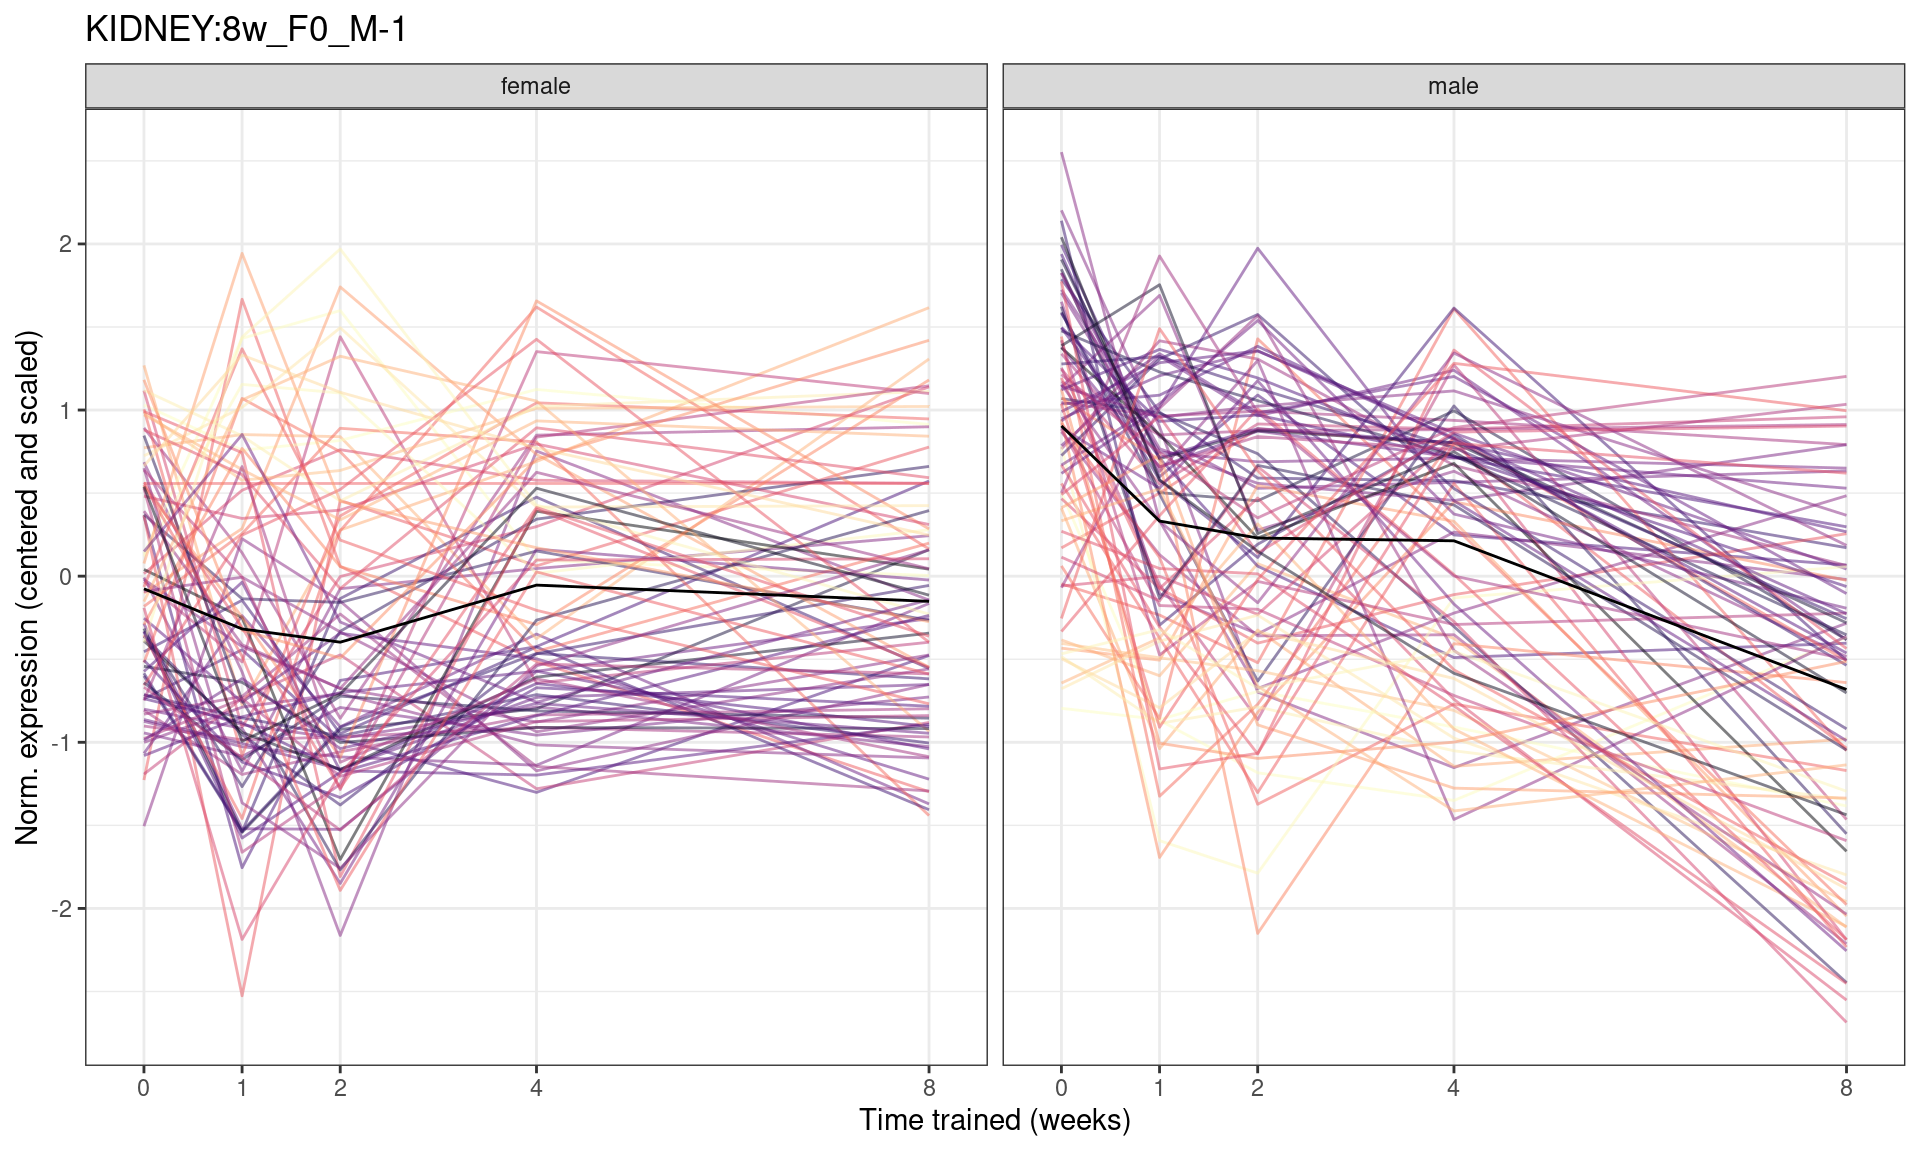 KIDNEY:8w_F0_M-1
female
male
Norm. expression (centered and scaled)
2
1
0
-1
-2
0 1 2 4 8
0 1 2 4 8
Time trained (weeks)